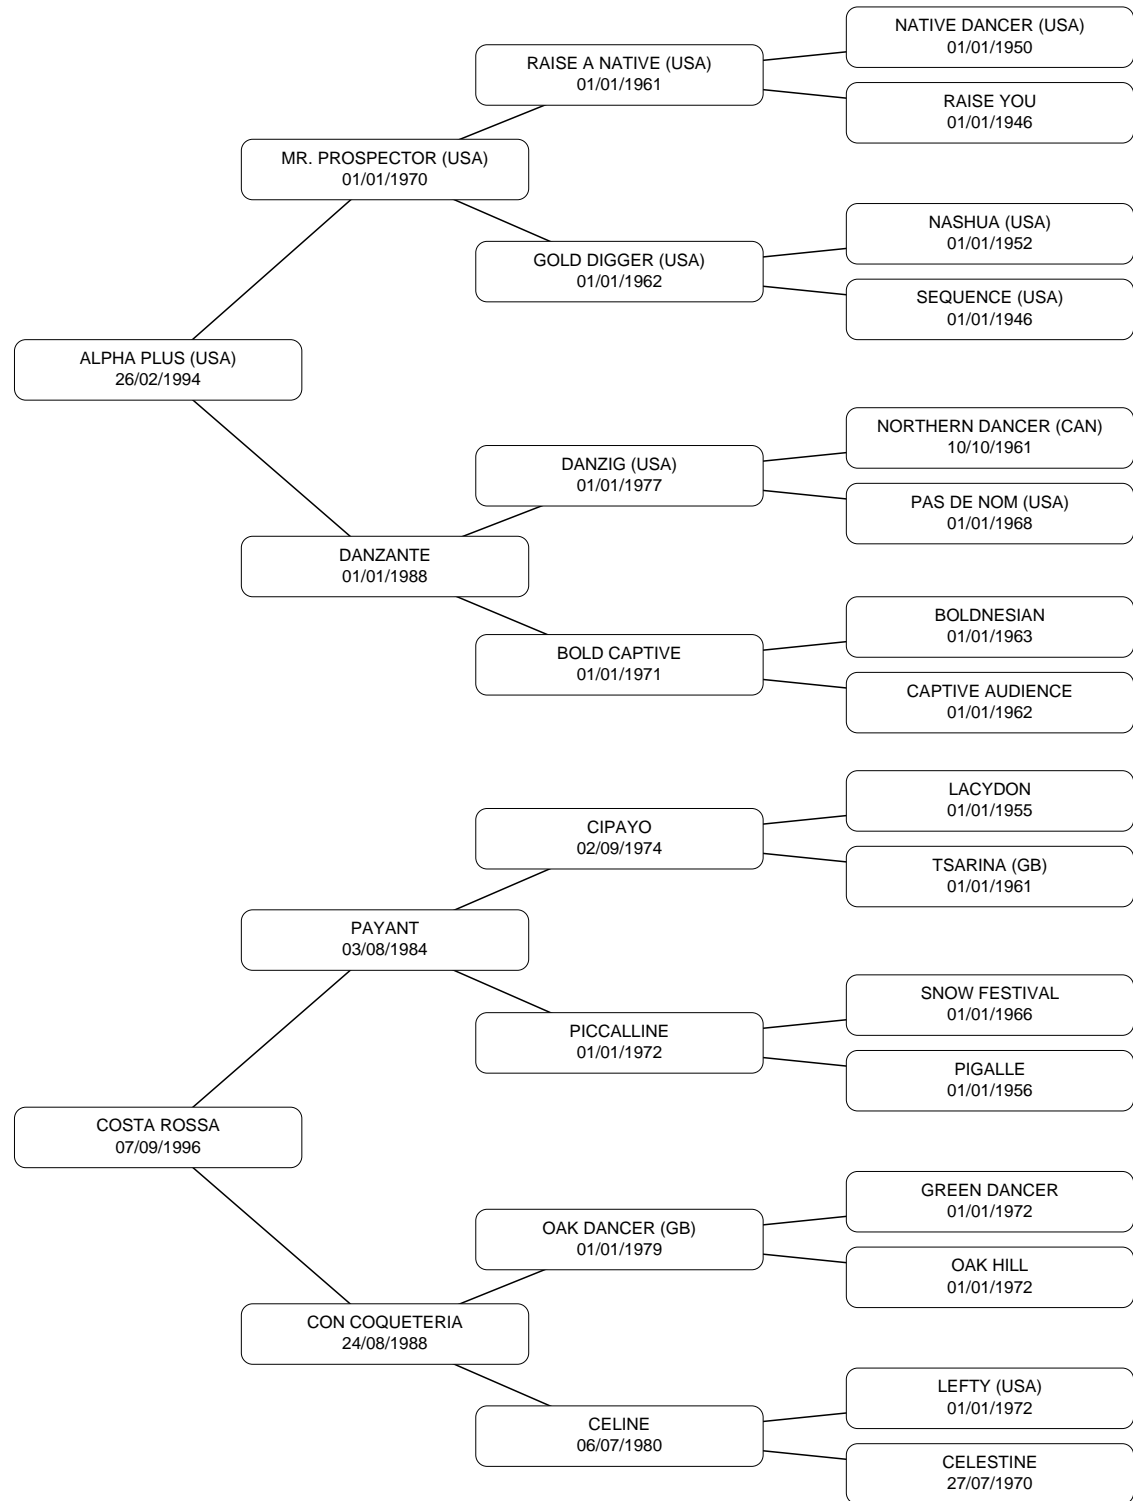 NATIVE DANCER (USA)
01/01/1950
RAISE A NATIVE (USA)
01/01/1961
RAISE YOU
01/01/1946
MR. PROSPECTOR (USA)
01/01/1970
NASHUA (USA)
01/01/1952
GOLD DIGGER (USA)
01/01/1962
SEQUENCE (USA)
01/01/1946
ALPHA PLUS (USA)
26/02/1994
NORTHERN DANCER (CAN)
10/10/1961
DANZIG (USA)
01/01/1977
PAS DE NOM (USA)
01/01/1968
DANZANTE
01/01/1988
BOLDNESIAN
01/01/1963
BOLD CAPTIVE
01/01/1971
CAPTIVE AUDIENCE
01/01/1962
LACYDON
01/01/1955
CIPAYO
02/09/1974
TSARINA (GB)
01/01/1961
PAYANT
03/08/1984
SNOW FESTIVAL
01/01/1966
PICCALLINE
01/01/1972
PIGALLE
01/01/1956
COSTA ROSSA
07/09/1996
GREEN DANCER
01/01/1972
OAK DANCER (GB)
01/01/1979
OAK HILL
01/01/1972
CON COQUETERIA
24/08/1988
LEFTY (USA)
01/01/1972
CELINE
06/07/1980
CELESTINE
27/07/1970